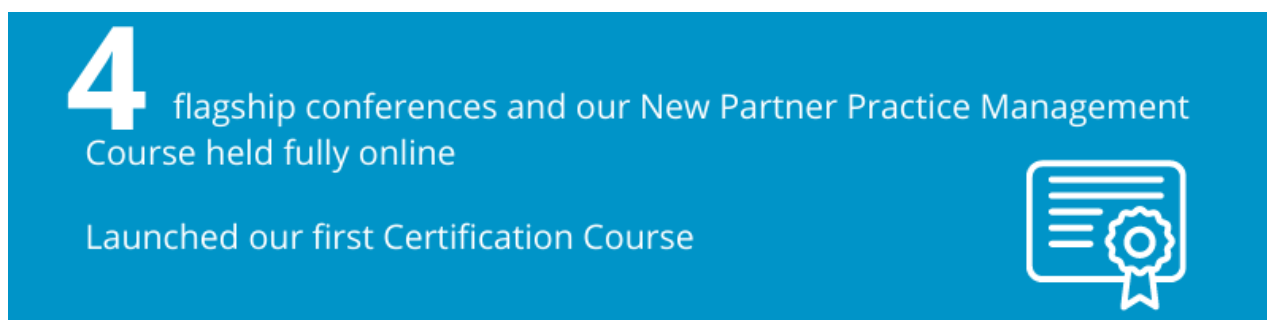 4 flagship conferences and our New Partner Practice Management
Course held fully online
Launched our first Certification Course